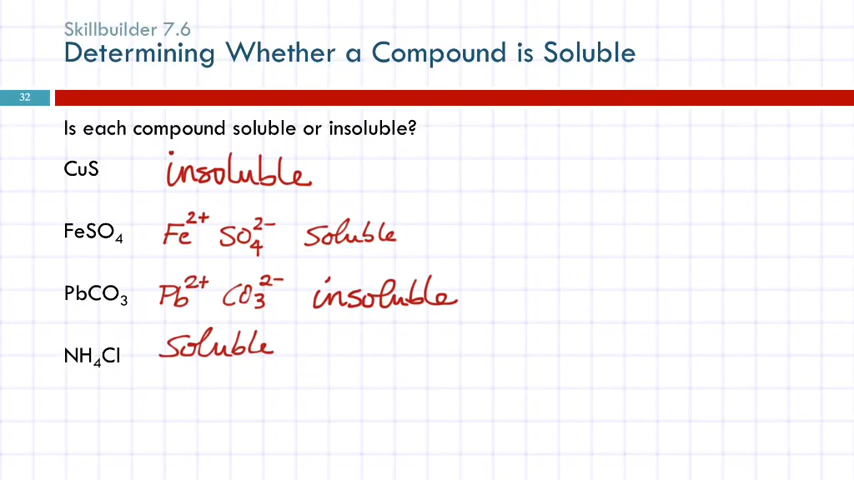 Skillbuilder 7.6
Determining Whether a Compound is Soluble
32
Is each compound soluble or insoluble?
CuS insoluble
FeSO₄ Fe²⁺ SO₄²⁻ soluble
PbCO₃ Pb²⁺ CO₃²⁻ insoluble
NH₄Cl soluble